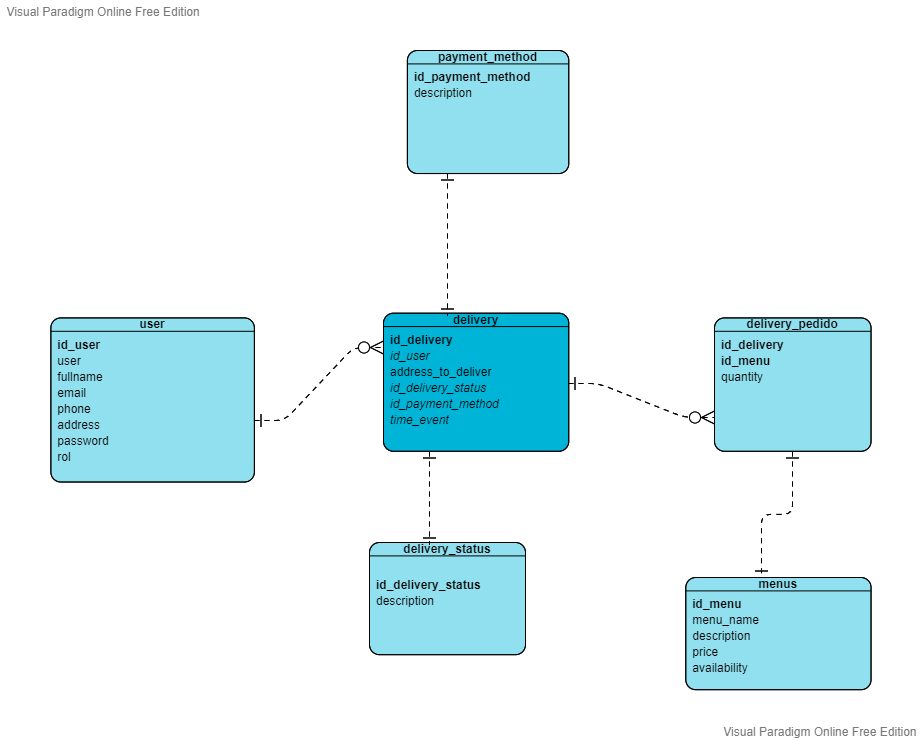 Visual Paradigm Online Free Edition
payment_method
id_payment_method
description
user
id_user
user
fullname
email
phone
address
password
rol
delivery
id_delivery
id_user
address_to_deliver
id_delivery_status
id_payment_method
time_event
delivery_pedido
id_delivery
id_menu
quantity
delivery_status
id_delivery_status
description
menus
id_menu
menu_name
description
price
availability
Visual Paradigm Online Free Edition